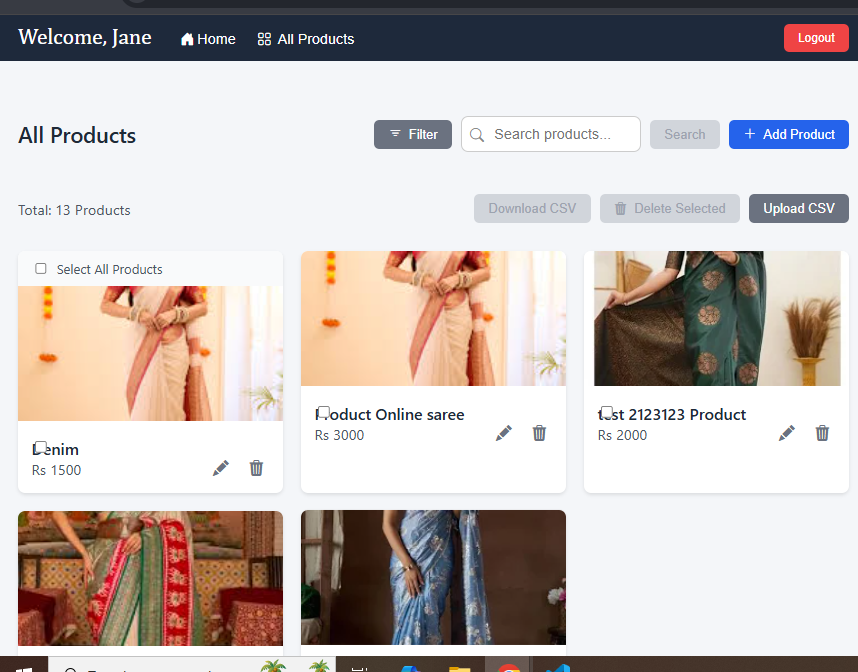 Welcome, Jane
Home
All Products
Logout
All Products
Filter
Search products...
Search
+ Add Product
Total: 13 Products
Download CSV
Delete Selected
Upload CSV
Select All Products
Denim
Rs 1500
Product Online saree
Rs 3000
test 2123123 Product
Rs 2000